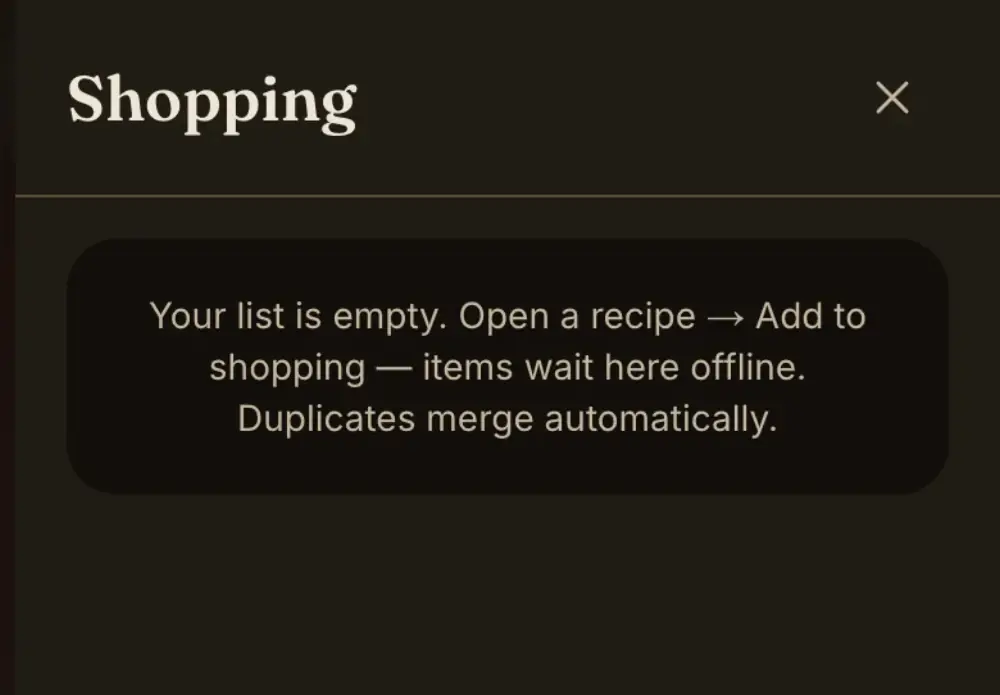 Shopping
Your list is empty. Open a recipe → Add to
shopping — items wait here offline.
Duplicates merge automatically.